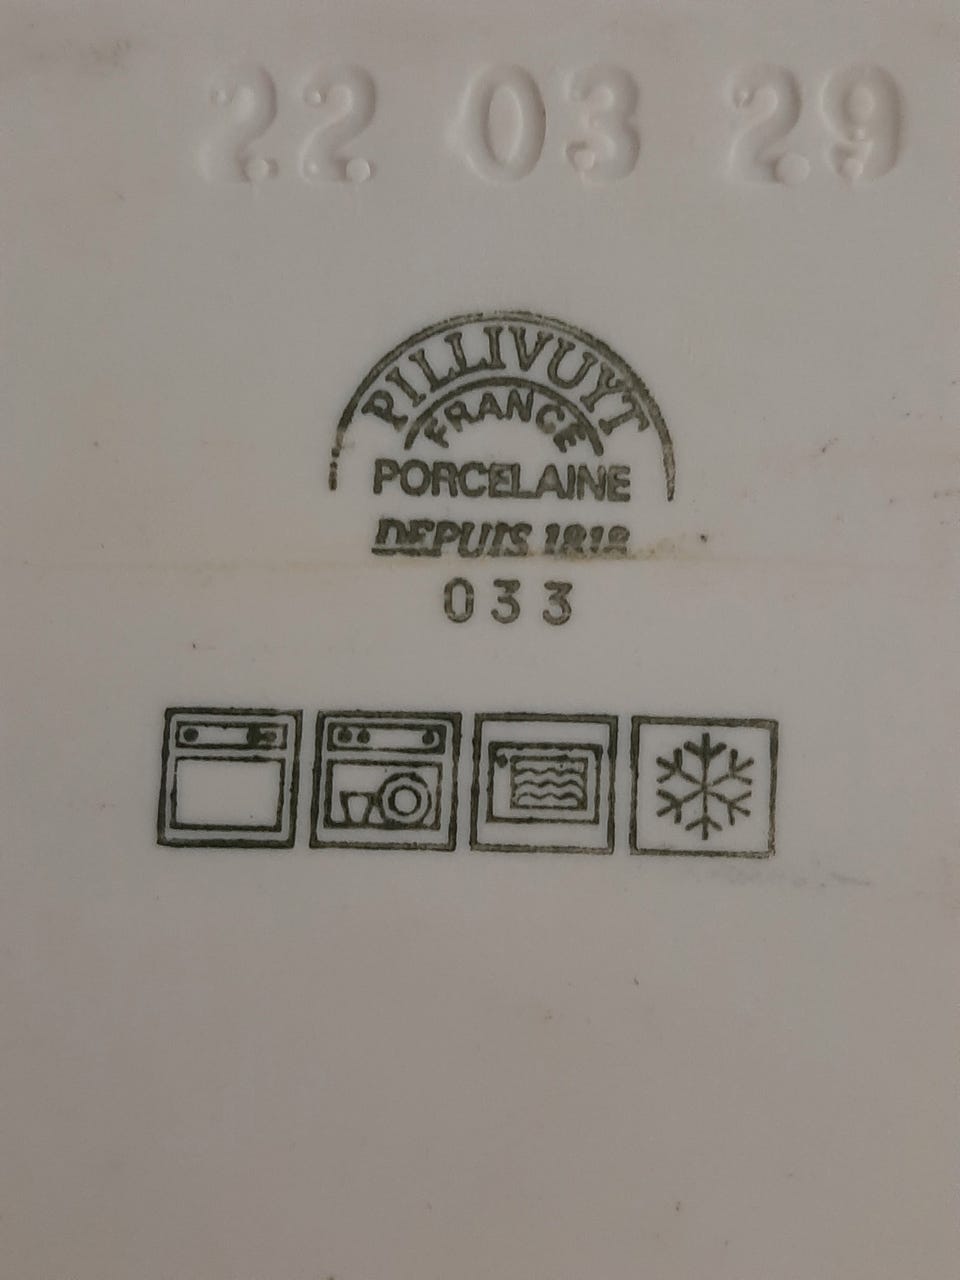 22 03 29
PILLIVUYT
FRANCE
PORCELAINE
DEPUIS 1818
033